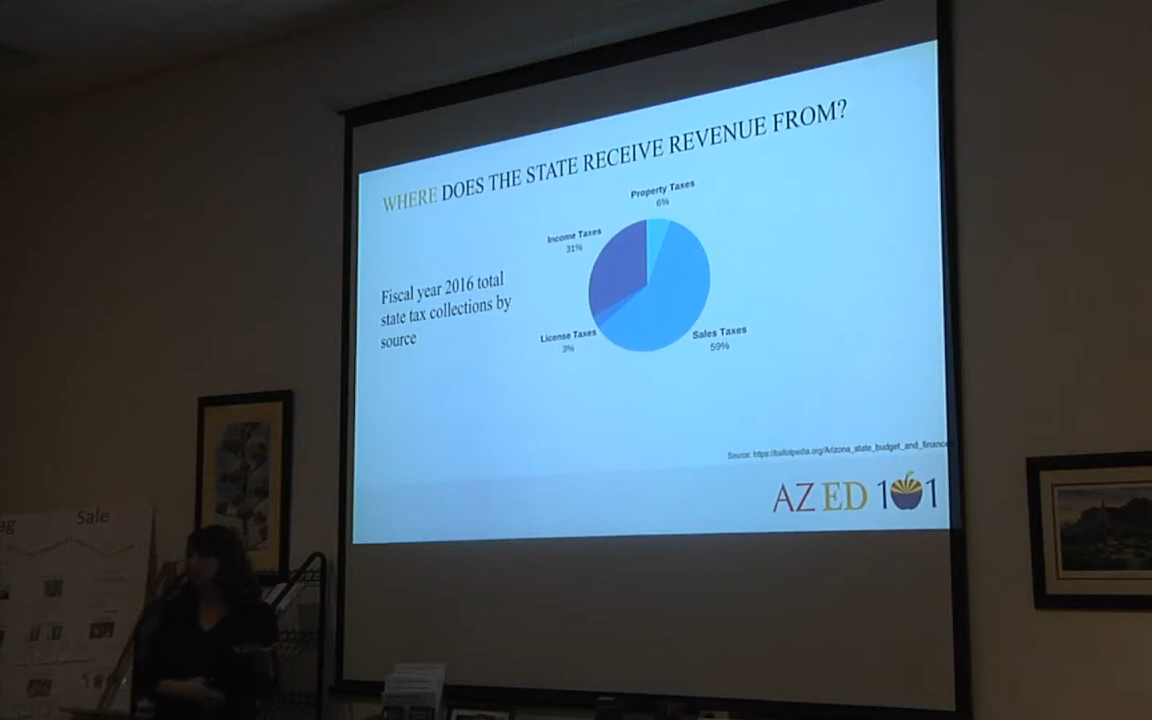 WHERE DOES THE STATE RECEIVE REVENUE FROM?
Property Taxes
6%
Income Taxes
31%
Fiscal year 2016 total
state tax collections by
source
License Taxes
3%
Sales Taxes
59%
Source: https://ballotpedia.org/Arizona_state_budget_and_finances
AZ ED 101
Sale